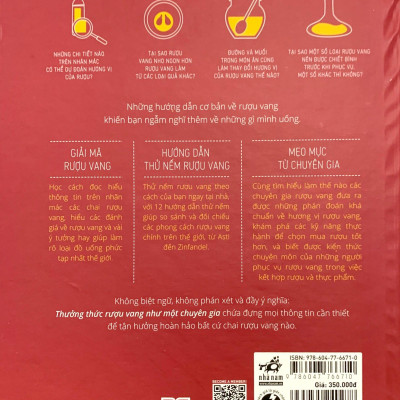 NHỮNG CHI TIẾT NÀO
TRÊN NHÃN MÁC
CÓ THỂ DỰ ĐOÁN HƯƠNG VỊ
CỦA RƯỢU?
TẠI SAO RƯỢU
VANG NHO NGON HƠN
RƯỢU VANG LÀM
TỪ CÁC LOẠI QUẢ KHÁC?
ĐƯỜNG VÀ MUỐI
TRONG MÓN ĂN CÙNG
LÀM THAY ĐỔI HƯƠNG VỊ
CỦA RƯỢU VANG THẾ NÀO?
TẠI SAO MỘT SỐ LOẠI RƯỢU VANG
NÊN ĐƯỢC CHIẾT BÌNH
TRƯỚC KHI PHỤC VỤ,
MỘT SỐ KHÁC THÌ KHÔNG?
Những hướng dẫn cơ bản về rượu vang
khiến bạn ngẫm nghĩ thêm về những gì mình uống.
GIẢI MÃ
RƯỢU VANG
Học cách đọc hiểu
thông tin trên nhãn
mác các chai rượu
vang, hiểu các đánh
giá về rượu vang và vài
ý tưởng hay giúp làm
rõ loại đồ uống phức
tạp nhất thế giới
HƯỚNG DẪN
THỬ NẾM RƯỢU VANG
Thử nếm rượu vang theo
cách của bạn ngay tại nhà,
với 12 hướng dẫn thử nếm
giúp so sánh và đối chiếu
các phong cách rượu vang
chính trên thế giới, từ Asti
đến Zinfandel.
MẸO MỰC
TỪ CHUYÊN GIA
Cùng tìm hiểu làm thế nào các
chuyên gia rượu vang đưa ra
được những phán đoán khá
chuẩn về hương vị rượu vang,
khám phá các kỹ năng thực
hành để chọn mua rượu tốt
hơn, và biết được kiến thức
chuyên môn của những người
phục vụ rượu vang trong việc
kết hợp rượu và thực phẩm.
Không biệt ngữ, không phán xét và đầy ý nghĩa;
Thưởng thức rượu vang như một chuyên gia chứa đựng mọi thông tin cần thiết
để tận hưởng hoàn hảo bất cứ chai rượu vang nào.
BECOME A MEMBER!
nhã nam
ISBN: 978-604-77-6671-0
9 786047 766710
Giá: 350.000đ